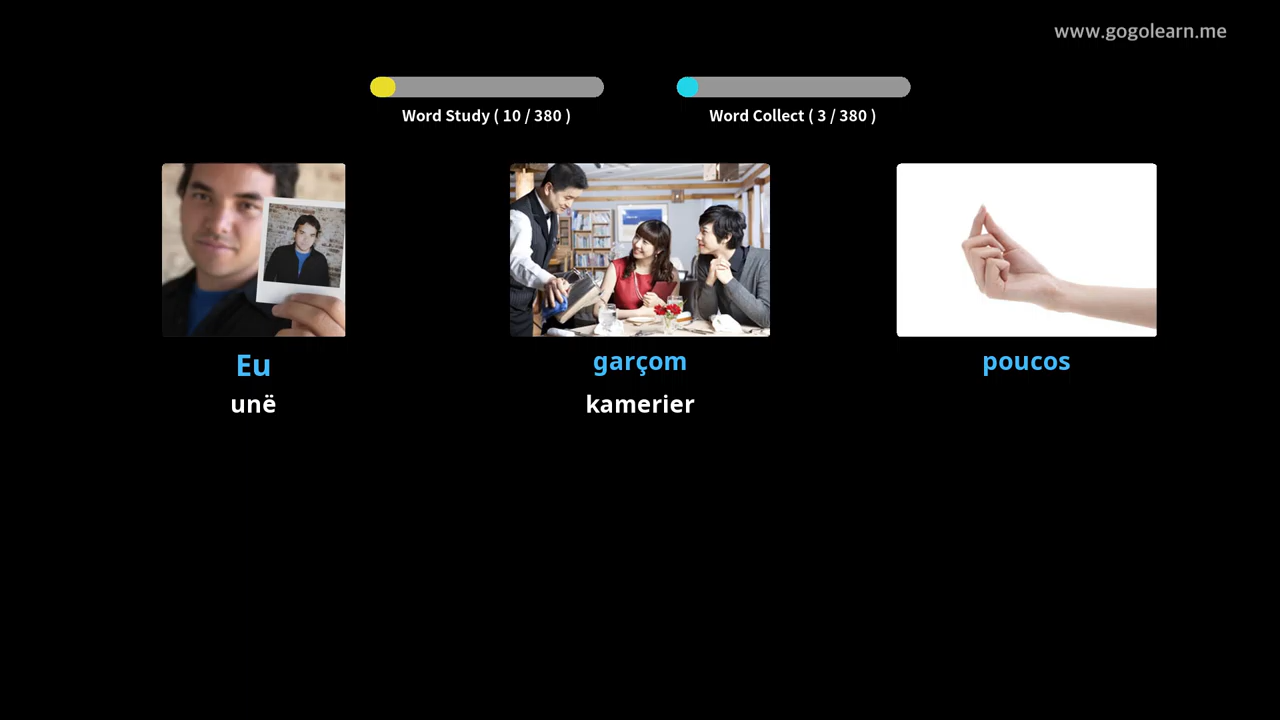 www.gogolearn.me
Word Study ( 10 / 380 )
Word Collect ( 3 / 380 )
Eu
unë
garçom
kamerier
poucos